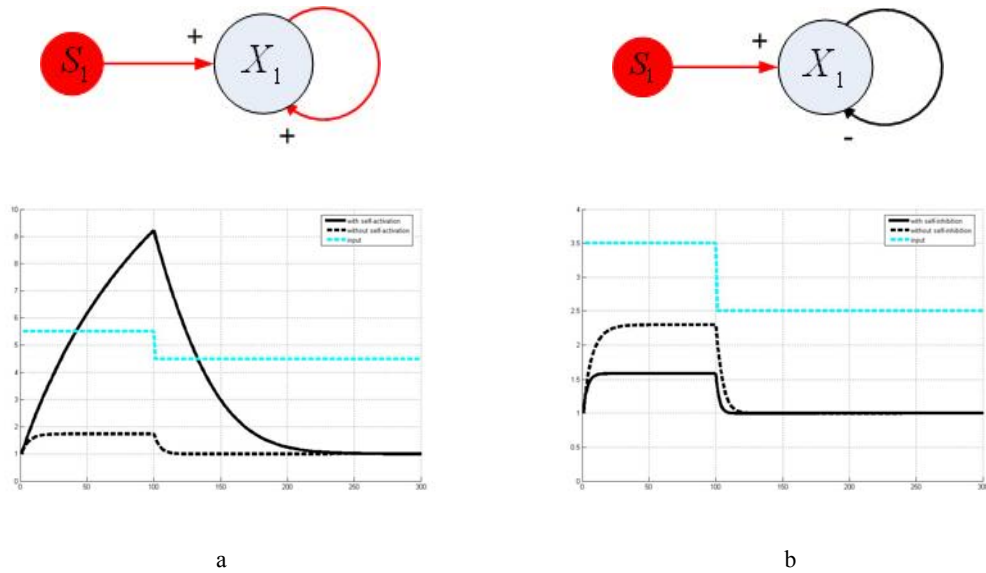 S1 + X1 +
S1 + X1 -
10
9
8
7
6
5
4
3
2
1
0
with self-activation
without self-activation
input
0 50 100 150 200 250 300
4
3.5
3
2.5
2
1.5
1
0.5
0
with self-inhibition
without self-inhibition
input
0 50 100 150 200 250 300
a
b